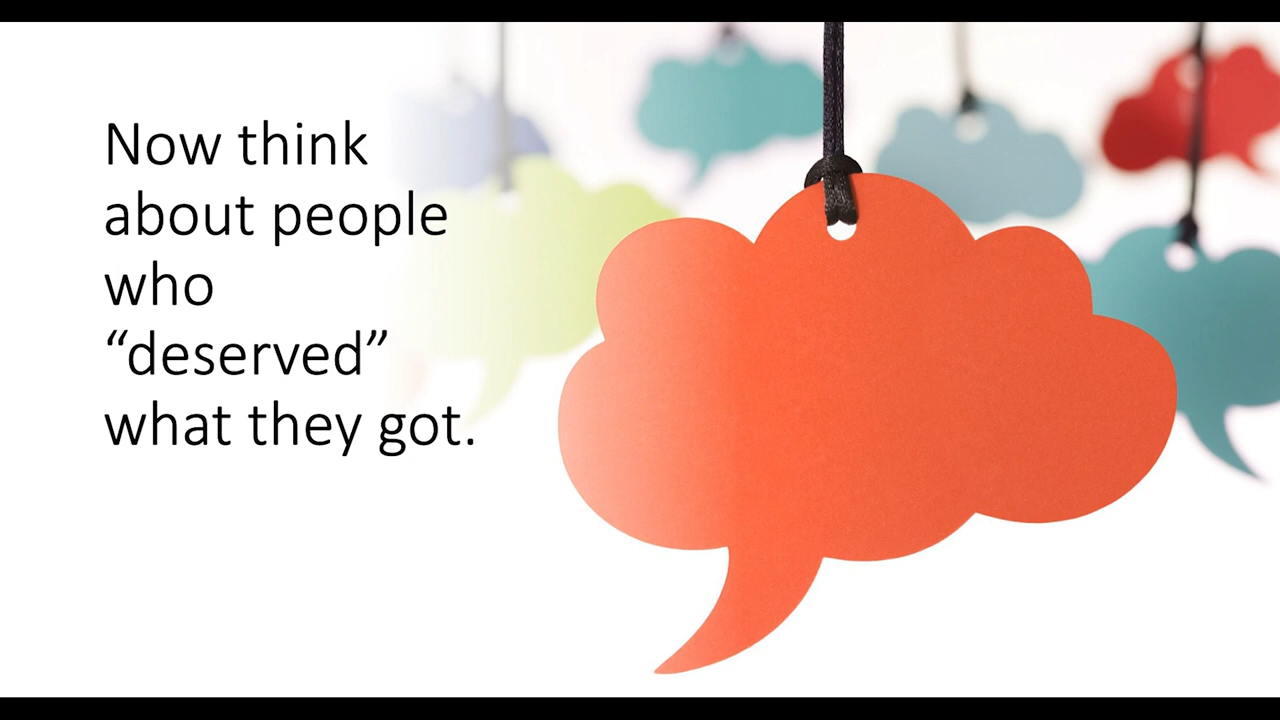 Now think
about people
who
“deserved”
what they got.